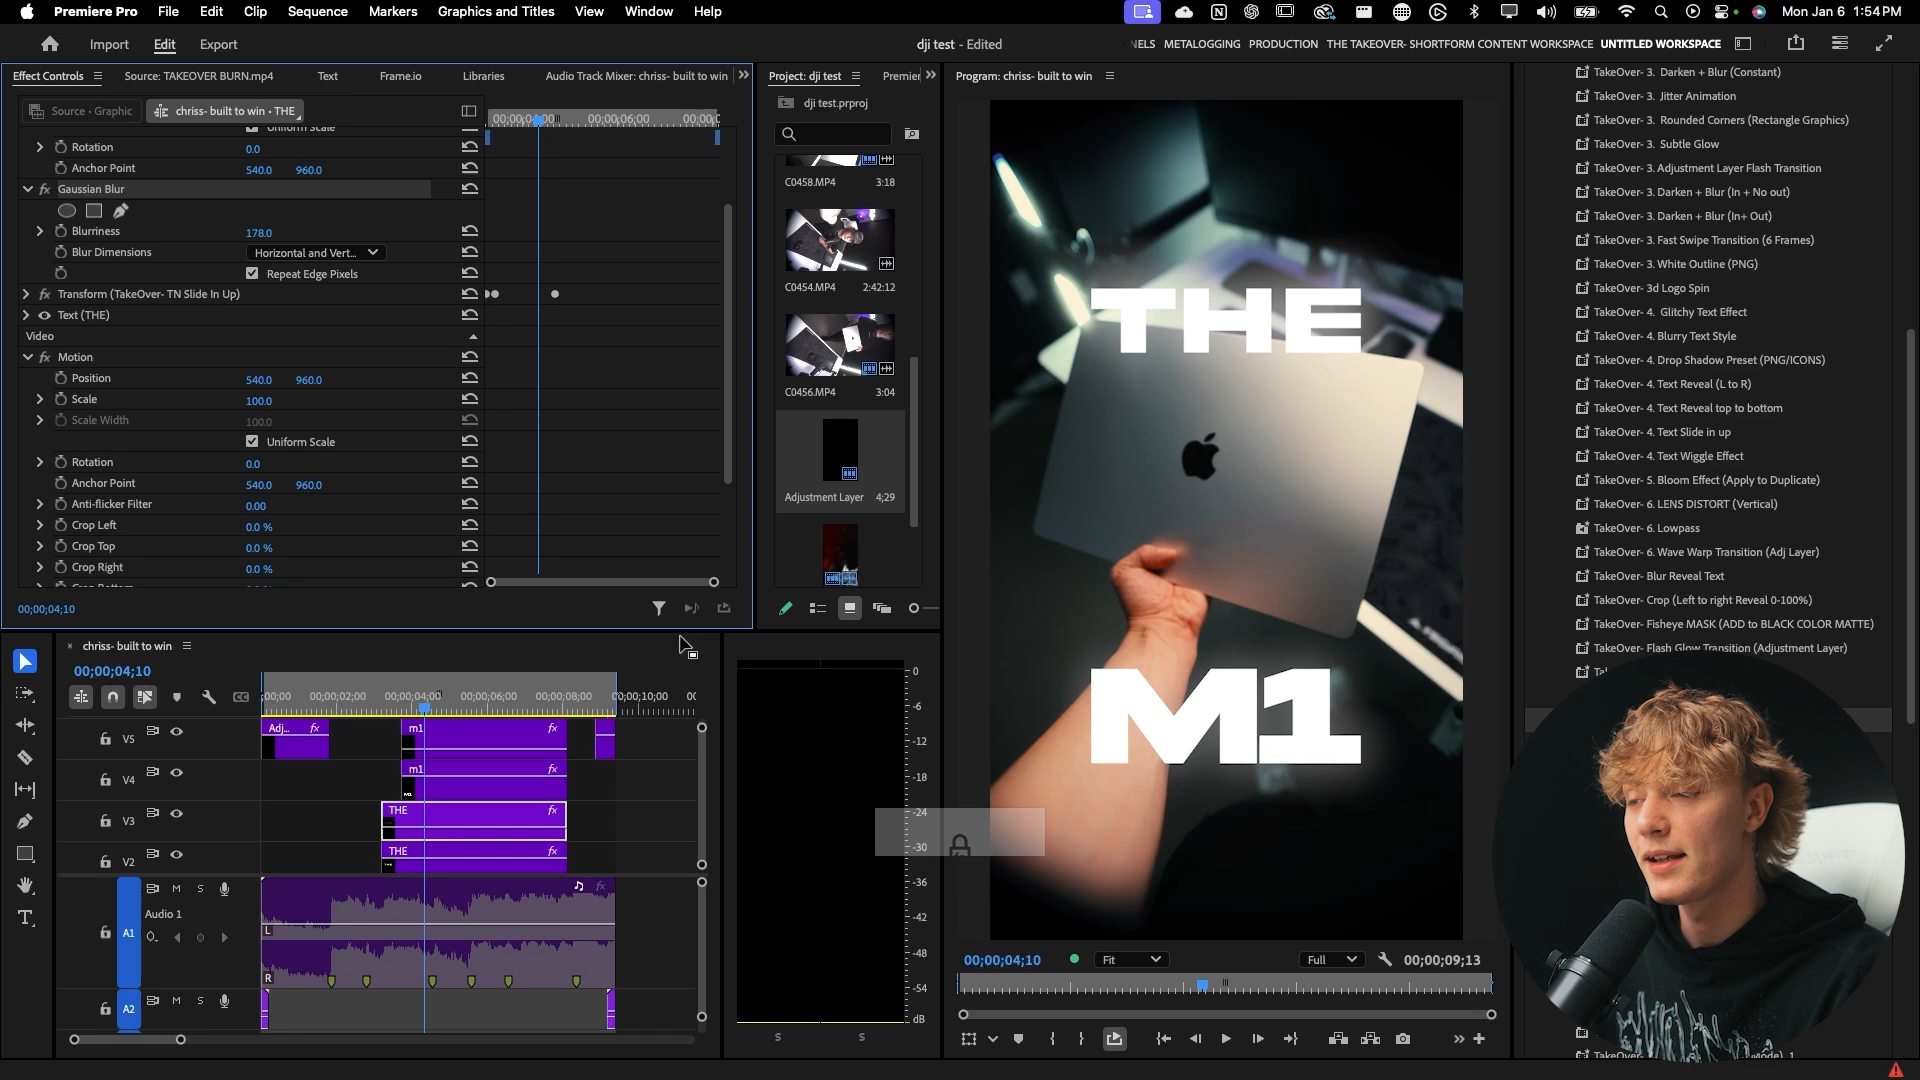 Premiere Pro File Edit Clip Sequence Markers Graphics and Titles View Window Help
Mon Jan 6 1:54 PM
Import Edit Export
dji test - Edited
NELS METALOGGING PRODUCTION THE TAKEOVER- SHORTFORM CONTENT WORKSPACE UNTITLED WORKSPACE
Effect Controls Source: TAKEOVER BURN.mp4 Text Frame.io Libraries Audio Track Mixer: chriss- built to win
Source • Graphic chriss- built to win • THE
00;00;04;00 00;00;06;00 00;00;
Uniform Scale
Rotation 0.0
Anchor Point 540.0 960.0
fx Gaussian Blur
Blurriness 178.0
Blur Dimensions Horizontal and Vert...
Repeat Edge Pixels
fx Transform (TakeOver- TN Slide In Up)
Text (THE)
Video
fx Motion
Position 540.0 960.0
Scale 100.0
Scale Width 100.0
Uniform Scale
Rotation 0.0
Anchor Point 540.0 960.0
Anti-flicker Filter 0.00
Crop Left 0.0 %
Crop Top 0.0 %
Crop Right 0.0 %
00;00;04;10
Project: dji test Premier
dji test.prproj
C0458.MP4 3:18
C0454.MP4 2:42:12
C0456.MP4 3:04
Adjustment Layer 4;29
Program: chriss- built to win
THE
M1
00;00;04;10 Fit Full 00;00;09;13
TakeOver- 3. Darken + Blur (Constant)
TakeOver- 3. Jitter Animation
TakeOver- 3. Rounded Corners (Rectangle Graphics)
TakeOver- 3. Subtle Glow
TakeOver- 3. Adjustment Layer Flash Transition
TakeOver- 3. Darken + Blur (In + No out)
TakeOver- 3. Darken + Blur (In+ Out)
TakeOver- 3. Fast Swipe Transition (6 Frames)
TakeOver- 3. White Outline (PNG)
TakeOver- 3d Logo Spin
TakeOver- 4. Glitchy Text Effect
TakeOver- 4. Blurry Text Style
TakeOver- 4. Drop Shadow Preset (PNG/ICONS)
TakeOver- 4. Text Reveal (L to R)
TakeOver- 4. Text Reveal top to bottom
TakeOver- 4. Text Slide in up
TakeOver- 4. Text Wiggle Effect
TakeOver- 5. Bloom Effect (Apply to Duplicate)
TakeOver- 6. LENS DISTORT (Vertical)
TakeOver- 6. Lowpass
TakeOver- 6. Wave Warp Transition (Adj Layer)
TakeOver- Blur Reveal Text
TakeOver- Crop (Left to right Reveal 0-100%)
TakeOver- Fisheye MASK (ADD to BLACK COLOR MATTE)
TakeOver- Flash Glow Transition (Adjustment Layer)
chriss- built to win
00;00;04;10
;00;00 00;00;02;00 00;00;04;00 00;00;06;00 00;00;08;00 00;00;10;00 00
V5 Adj... fx m1 fx
V4 m1 fx
V3 THE fx
V2 THE fx
A1 M S Audio 1 L R fx
A2 M S
0
-6
-12
-18
-24
-30
-36
-42
-48
-54
dB
S S